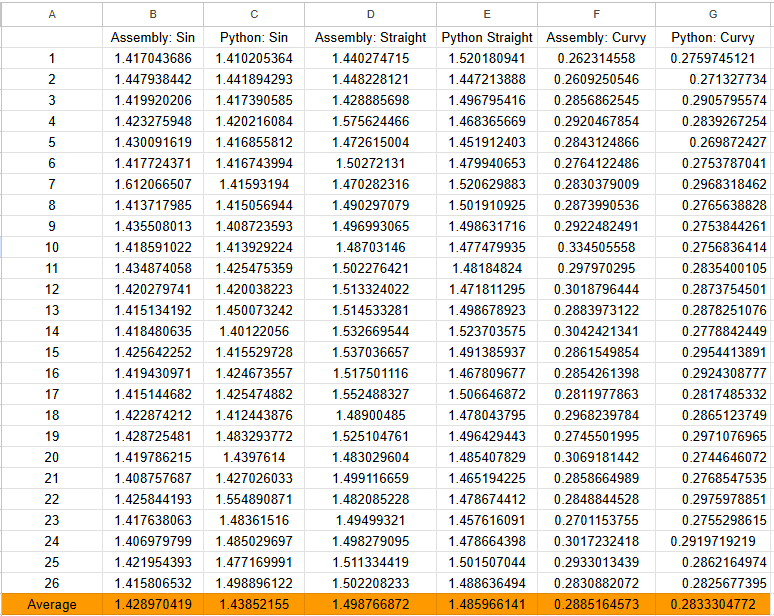 A B C D E F G
Assembly: Sin Python: Sin Assembly: Straight Python Straight Assembly: Curvy Python: Curvy
1 1.417043686 1.410205364 1.440274715 1.520180941 0.262314558 0.2759745121
2 1.447938442 1.441894293 1.448228121 1.447213888 0.2609250546 0.271327734
3 1.419920206 1.417390585 1.428885698 1.496795416 0.2856862545 0.2905795574
4 1.423275948 1.420216084 1.575624466 1.468365669 0.2920467854 0.2839267254
5 1.430091619 1.416855812 1.472615004 1.451912403 0.2843124866 0.269872427
6 1.417724371 1.416743994 1.50272131 1.479940653 0.2764122486 0.2753787041
7 1.612066507 1.41593194 1.470282316 1.520629883 0.2830379009 0.2968318462
8 1.413717985 1.415056944 1.490297079 1.501910925 0.2873990536 0.2765638828
9 1.435508013 1.408723593 1.496993065 1.498631716 0.2922482491 0.2753844261
10 1.418591022 1.413929224 1.48703146 1.477479935 0.334505558 0.2756836414
11 1.434874058 1.425475359 1.502276421 1.48184824 0.297970295 0.2835400105
12 1.420279741 1.420038223 1.513324022 1.471811295 0.3018796444 0.2873754501
13 1.415134192 1.450073242 1.514533281 1.498678923 0.2883973122 0.2878251076
14 1.418480635 1.40122056 1.532669544 1.523703575 0.3042421341 0.2778842449
15 1.425642252 1.415529728 1.537036657 1.491385937 0.2861549854 0.2954413891
16 1.419430971 1.424673557 1.517501116 1.467809677 0.2854261398 0.2924308777
17 1.415144682 1.425474882 1.552488327 1.506646872 0.2811977863 0.2817485332
18 1.422874212 1.412443876 1.48900485 1.478043795 0.2968239784 0.2865123749
19 1.428725481 1.483293772 1.525104761 1.496429443 0.2745501995 0.2971076965
20 1.419786215 1.4397614 1.483029604 1.485407829 0.3069181442 0.2744646072
21 1.408757687 1.427026033 1.499116659 1.465194225 0.2858664989 0.2768547535
22 1.425844193 1.554890871 1.482085228 1.478674412 0.2848844528 0.2975978851
23 1.417638063 1.48361516 1.49499321 1.457616091 0.2701153755 0.2755298615
24 1.406979799 1.485029697 1.498279095 1.478664398 0.3017232418 0.2919719219
25 1.421954393 1.477169991 1.511334419 1.501507044 0.2933013439 0.2862164974
26 1.415806532 1.498896122 1.502208233 1.488636494 0.2830882072 0.2825677395
Average 1.428970419 1.43852155 1.498766872 1.485966141 0.2885164573 0.2833304772